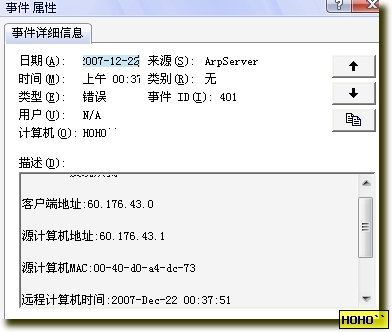 事件 属性
事件详细信息
日期(A): 2007-12-22 来源(S): ArpServer
时间(M): 上午 00:37 类别(R): 无
类型(E): 错误 事件 ID(I): 401
用户(U): N/A
计算机(O): HOHO``
描述(D):
客户端地址:60.176.43.0
源计算机地址:60.176.43.1
源计算机MAC:00-40-d0-a4-dc-73
远程计算机时间:2007-Dec-22 00:37:51
HOHO``